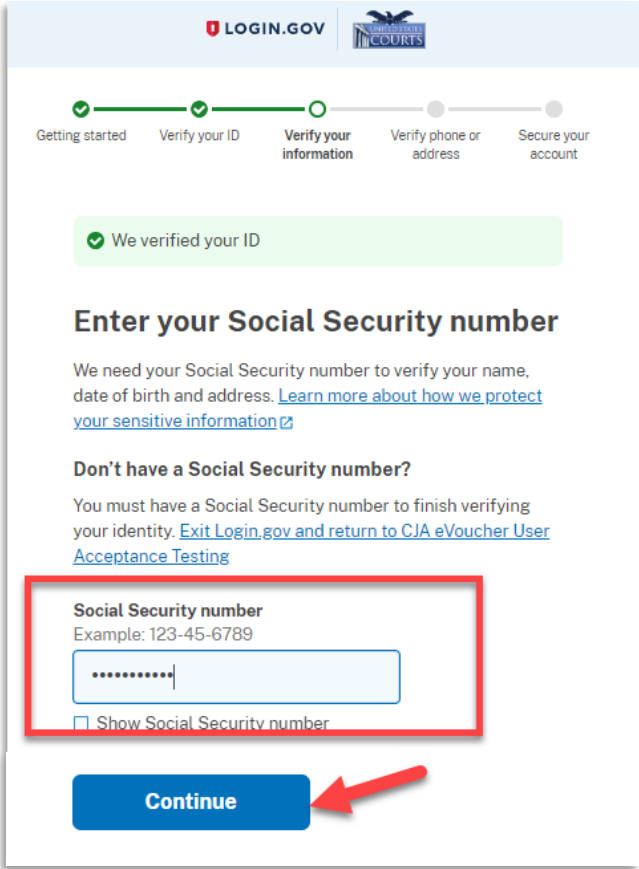 LOGIN.GOV
UNITED STATES
COURTS
Getting started
Verify your ID
Verify your
information
Verify phone or
address
Secure your
account
We verified your ID
Enter your Social Security number
We need your Social Security number to verify your name,
date of birth and address. Learn more about how we protect
your sensitive information
Don’t have a Social Security number?
You must have a Social Security number to finish verifying
your identity. Exit Login.gov and return to CJA eVoucher User
Acceptance Testing
Social Security number
Example: 123-45-6789
•••••••••••
Show Social Security number
Continue